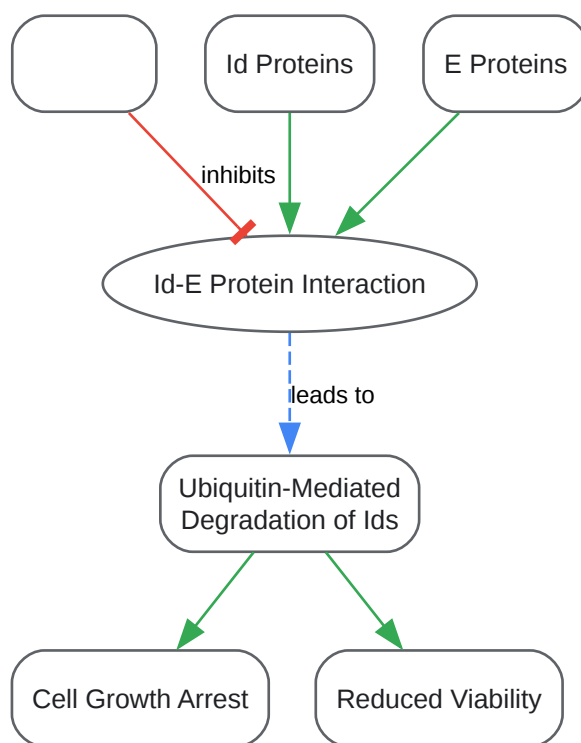 Id Proteins
E Proteins
inhibits
Id-E Protein Interaction
leads to
Ubiquitin-Mediated
Degradation of Ids
Cell Growth Arrest
Reduced Viability